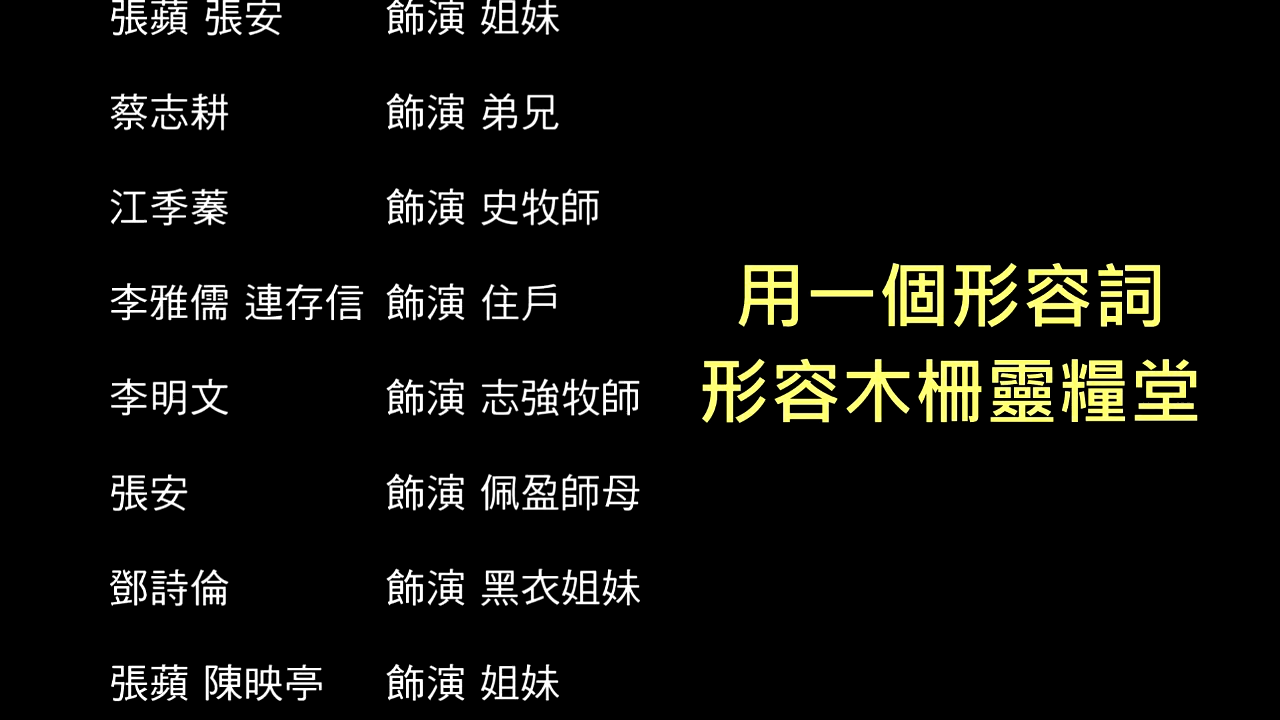 張蘋 張安 飾演 姐妹
蔡志耕 飾演 弟兄
江季蓁 飾演 史牧師
李雅儒 連存信 飾演 住戶
李明文 飾演 志強牧師
張安 飾演 佩盈師母
鄧詩倫 飾演 黑衣姐妹
張蘋 陳映亭 飾演 姐妹
用一個形容詞
形容木柵靈糧堂